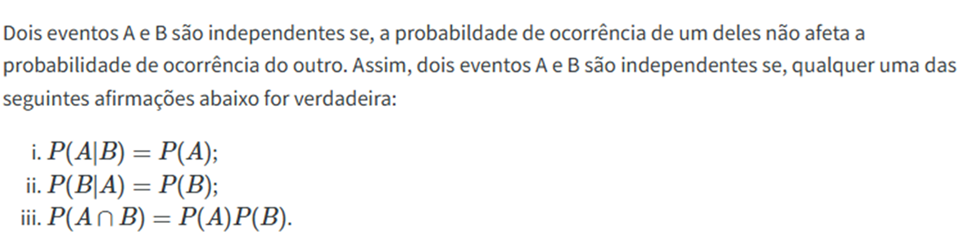 Dois eventos A e B são independentes se, a probabildade de ocorrência de um deles não afeta a
probabilidade de ocorrência do outro. Assim, dois eventos A e B são independentes se, qualquer uma das
seguintes afirmações abaixo for verdadeira:
i. P(A|B) = P(A);
ii. P(B|A) = P(B);
iii. P(A ∩ B) = P(A)P(B).